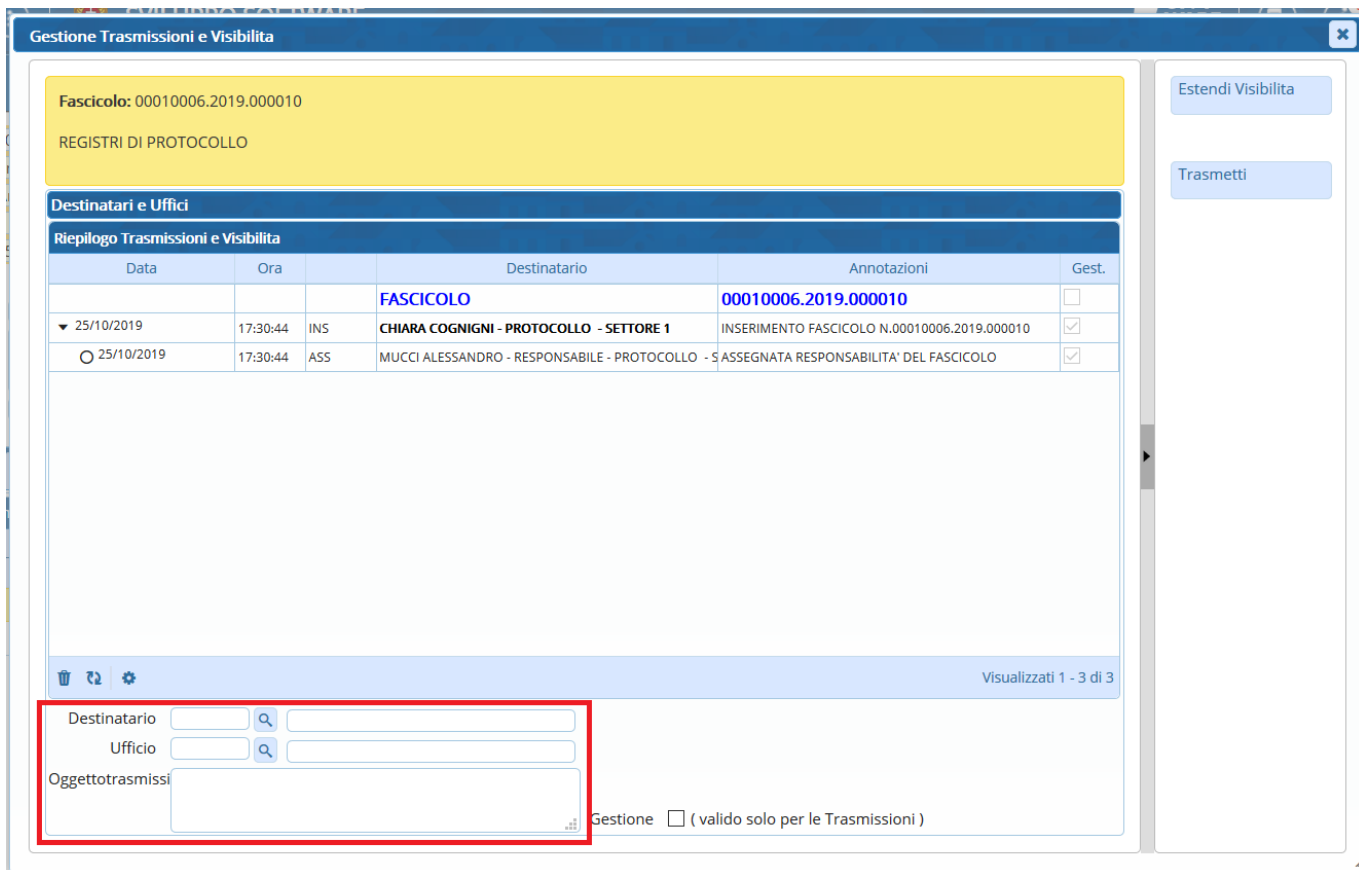 SVILUPPO SOFTWARE
Gestione Trasmissioni e Visibilita
Fascicolo: 00010006.2019.000010
REGISTRI DI PROTOCOLLO
Estendi Visibilita
Trasmetti
Destinatari e Uffici
Riepilogo Trasmissioni e Visibilita
Data Ora Destinatario Annotazioni Gest.
FASCICOLO 00010006.2019.000010
25/10/2019 17:30:44 INS CHIARA COGNIGNI - PROTOCOLLO - SETTORE 1 INSERIMENTO FASCICOLO N.00010006.2019.000010
25/10/2019 17:30:44 ASS MUCCI ALESSANDRO - RESPONSABILE - PROTOCOLLO - S ASSEGNATA RESPONSABILITA' DEL FASCICOLO
Visualizzati 1 - 3 di 3
Destinatario
Ufficio
Oggettotrasmissi
Gestione ( valido solo per le Trasmissioni )